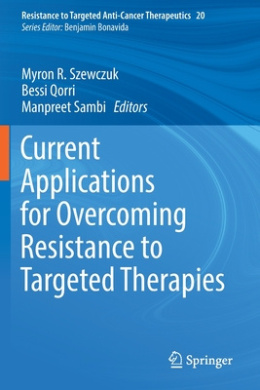 Resistance to Targeted Anti-Cancer Therapeutics 20
Series Editor: Benjamin Bonavida
Myron R. Szewczuk
Bessi Qorri
Manpreet Sambi Editors
Current
Applications
for Overcoming
Resistance to
Targeted Therapies
Springer